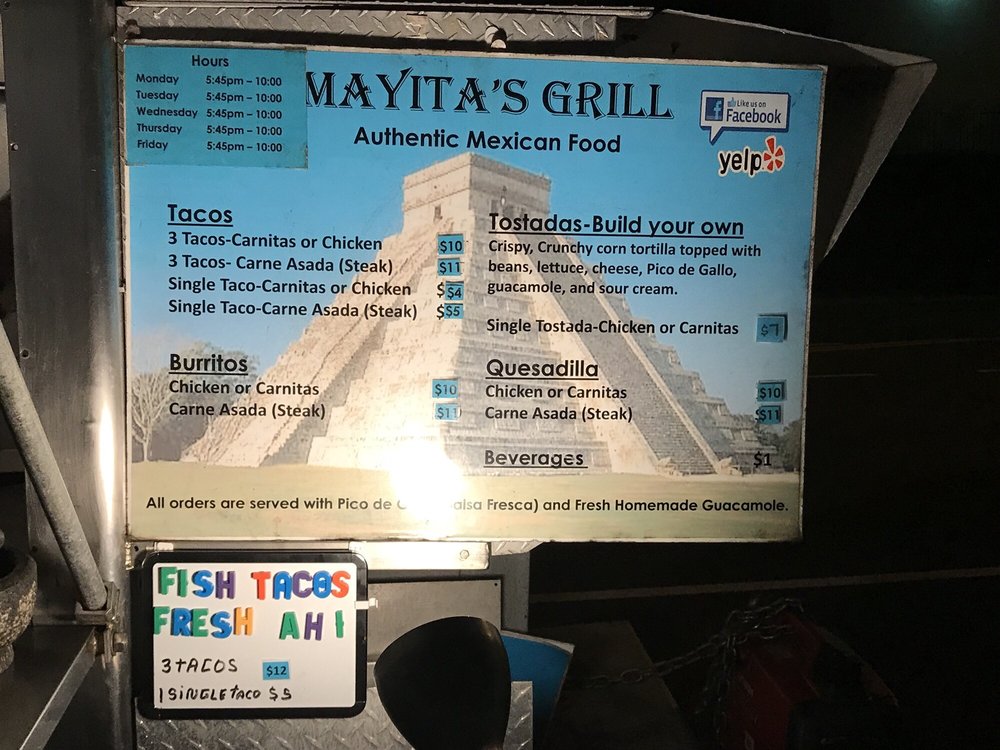 Hours
Monday 5:45pm – 10:00
Tuesday 5:45pm – 10:00
Wednesday 5:45pm – 10:00
Thursday 5:45pm – 10:00
Friday 5:45pm – 10:00
MAYITA'S GRILL
Authentic Mexican Food
Like us on
Facebook
yelp
Tacos
3 Tacos-Carnitas or Chicken $10
3 Tacos- Carne Asada (Steak) $11
Single Taco-Carnitas or Chicken $$4
Single Taco-Carne Asada (Steak) $$5
Burritos
Chicken or Carnitas $10
Carne Asada (Steak) $11
Tostadas-Build your own
Crispy, Crunchy corn tortilla topped with
beans, lettuce, cheese, Pico de Gallo,
guacamole, and sour cream.
Single Tostada-Chicken or Carnitas $7
Quesadilla
Chicken or Carnitas $10
Carne Asada (Steak) $11
Beverages $1
All orders are served with Pico de Fresca) and Fresh Homemade Guacamole.
FISH TACOS
FRESH AHI
3 TACOS $12
1 SINGLE TACO $5